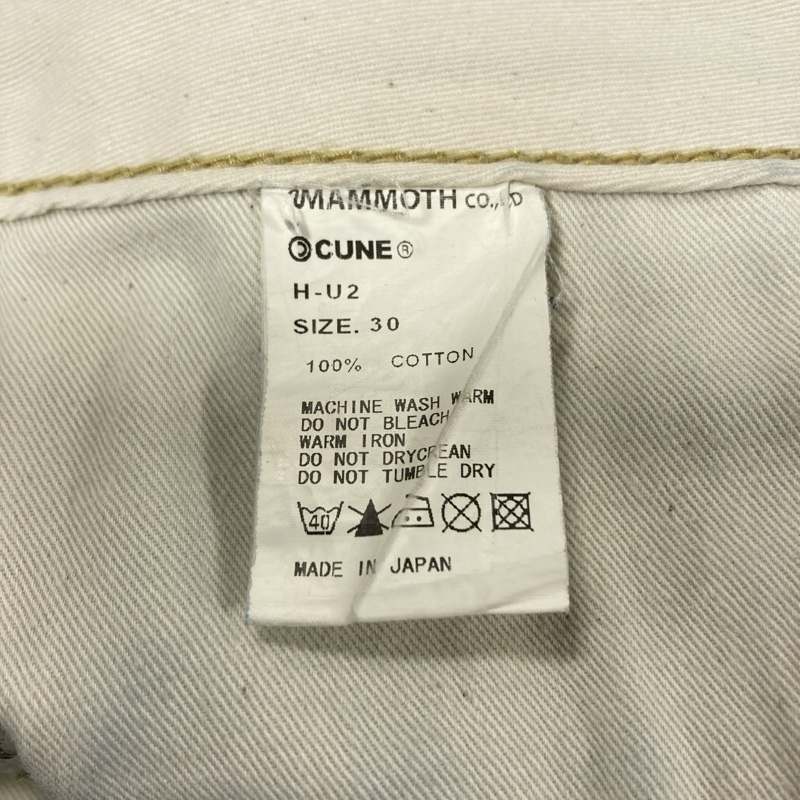 MAMMOTH CO.,LTD
CUNE®
H-U2
SIZE. 30
100% COTTON
MACHINE WASH WARM
DO NOT BLEACH
WARM IRON
DO NOT DRYCREAN
DO NOT TUMBLE DRY
40
MADE IN JAPAN